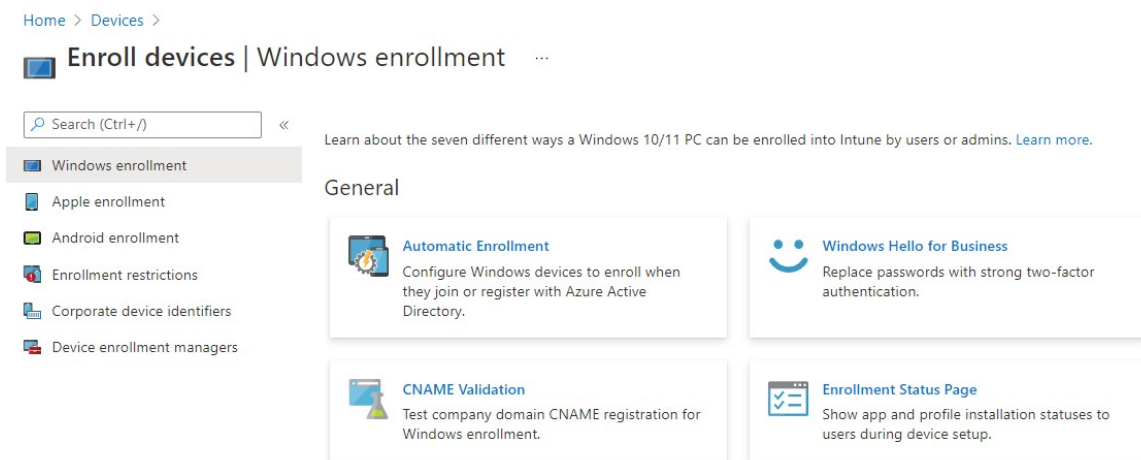 Home > Devices >
Enroll devices | Windows enrollment ...
Search (Ctrl+/) «
Windows enrollment
Apple enrollment
Android enrollment
Enrollment restrictions
Corporate device identifiers
Device enrollment managers
Learn about the seven different ways a Windows 10/11 PC can be enrolled into Intune by users or admins. Learn more.
General
Automatic Enrollment
Configure Windows devices to enroll when
they join or register with Azure Active
Directory.
Windows Hello for Business
Replace passwords with strong two-factor
authentication.
CNAME Validation
Test company domain CNAME registration for
Windows enrollment.
Enrollment Status Page
Show app and profile installation statuses to
users during device setup.